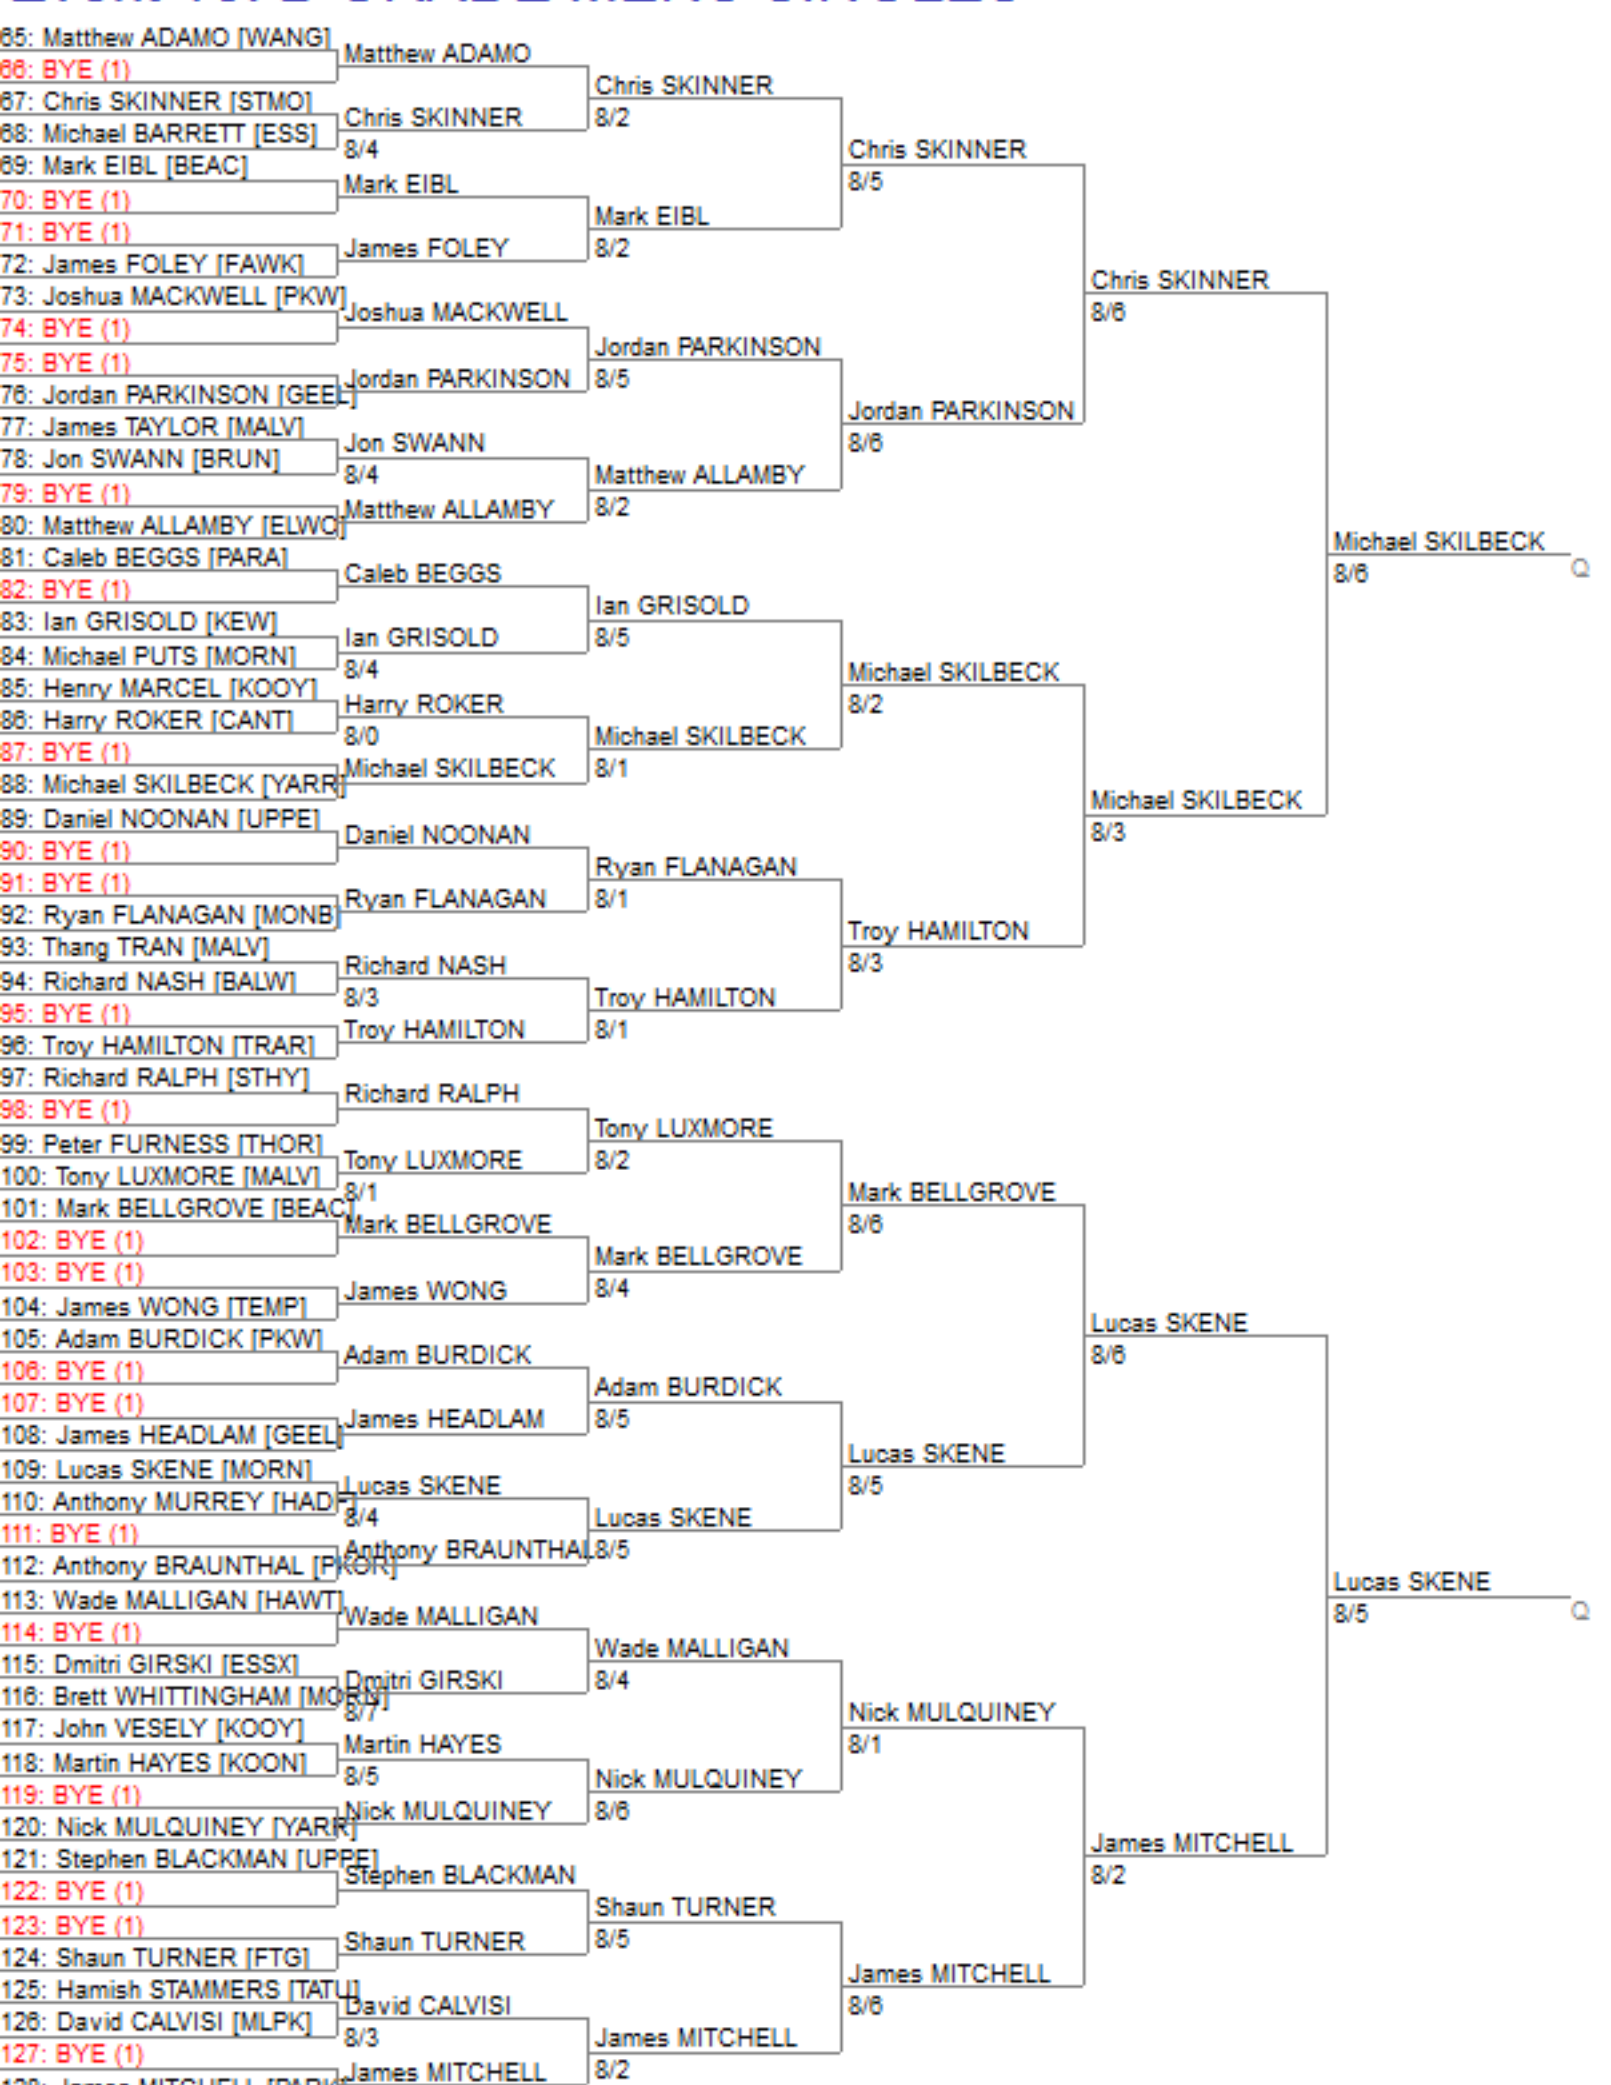 65: Matthew ADAMO [WANG]
66: BYE (1)
67: Chris SKINNER [STMO]
68: Michael BARRETT [ESS]
69: Mark EIBL [BEAC]
70: BYE (1)
71: BYE (1)
72: James FOLEY [FAWK]
73: Joshua MACKWELL [PKW]
74: BYE (1)
75: BYE (1)
76: Jordan PARKINSON [GEEL]
77: James TAYLOR [MALV]
78: Jon SWANN [BRUN]
79: BYE (1)
80: Matthew ALLAMBY [ELWO]
81: Caleb BEGGS [PARA]
82: BYE (1)
83: Ian GRISOLD [KEW]
84: Michael PUTS [MORN]
85: Henry MARCEL [KOOY]
86: Harry ROKER [CANT]
87: BYE (1)
88: Michael SKILBECK [YARR]
89: Daniel NOONAN [UPPE]
90: BYE (1)
91: BYE (1)
92: Ryan FLANAGAN [MONB]
93: Thang TRAN [MALV]
94: Richard NASH [BALW]
95: BYE (1)
96: Troy HAMILTON [TRAR]
97: Richard RALPH [STHY]
98: BYE (1)
99: Peter FURNESS [THOR]
100: Tony LUXMORE [MALV]
101: Mark BELLGROVE [BEAC]
102: BYE (1)
103: BYE (1)
104: James WONG [TEMP]
105: Adam BURDICK [PKW]
106: BYE (1)
107: BYE (1)
108: James HEADLAM [GEEL]
109: Lucas SKENE [MORN]
110: Anthony MURREY [HADF]
111: BYE (1)
112: Anthony BRAUNTHAL [PKOR]
113: Wade MALLIGAN [HAWT]
114: BYE (1)
115: Dmitri GIRSKI [ESSX]
116: Brett WHITTINGHAM [MORN]
117: John VESELY [KOOY]
118: Martin HAYES [KOON]
119: BYE (1)
120: Nick MULQUINEY [YARR]
121: Stephen BLACKMAN [UPPE]
122: BYE (1)
123: BYE (1)
124: Shaun TURNER [FTG]
125: Hamish STAMMERS [TATU]
126: David CALVISI [MLPK]
127: BYE (1)
128: James MITCHELL [PARK]
Matthew ADAMO
Chris SKINNER
8/4
Mark EIBL
James FOLEY
Joshua MACKWELL
Jordan PARKINSON
Jon SWANN
8/4
Matthew ALLAMBY
Caleb BEGGS
Ian GRISOLD
8/4
Harry ROKER
8/0
Michael SKILBECK
Daniel NOONAN
Ryan FLANAGAN
Richard NASH
8/3
Troy HAMILTON
Richard RALPH
Tony LUXMORE
8/1
Mark BELLGROVE
James WONG
Adam BURDICK
James HEADLAM
Lucas SKENE
8/4
Anthony BRAUNTHAL
Wade MALLIGAN
Dmitri GIRSKI
8/7
Martin HAYES
8/5
Nick MULQUINEY
Stephen BLACKMAN
Shaun TURNER
David CALVISI
8/3
James MITCHELL
Chris SKINNER
8/2
Mark EIBL
8/2
Jordan PARKINSON
8/5
Matthew ALLAMBY
8/2
Ian GRISOLD
8/5
Michael SKILBECK
8/1
Ryan FLANAGAN
8/1
Troy HAMILTON
8/1
Tony LUXMORE
8/2
Mark BELLGROVE
8/4
Adam BURDICK
8/5
Lucas SKENE
8/5
Wade MALLIGAN
8/4
Nick MULQUINEY
8/6
Shaun TURNER
8/5
James MITCHELL
8/2
Chris SKINNER
8/5
Jordan PARKINSON
8/6
Michael SKILBECK
8/2
Troy HAMILTON
8/3
Mark BELLGROVE
8/6
Lucas SKENE
8/5
Nick MULQUINEY
8/1
James MITCHELL
8/6
Chris SKINNER
8/6
Michael SKILBECK
8/3
Lucas SKENE
8/6
James MITCHELL
8/2
Michael SKILBECK
8/6
Q
Lucas SKENE
8/5
Q